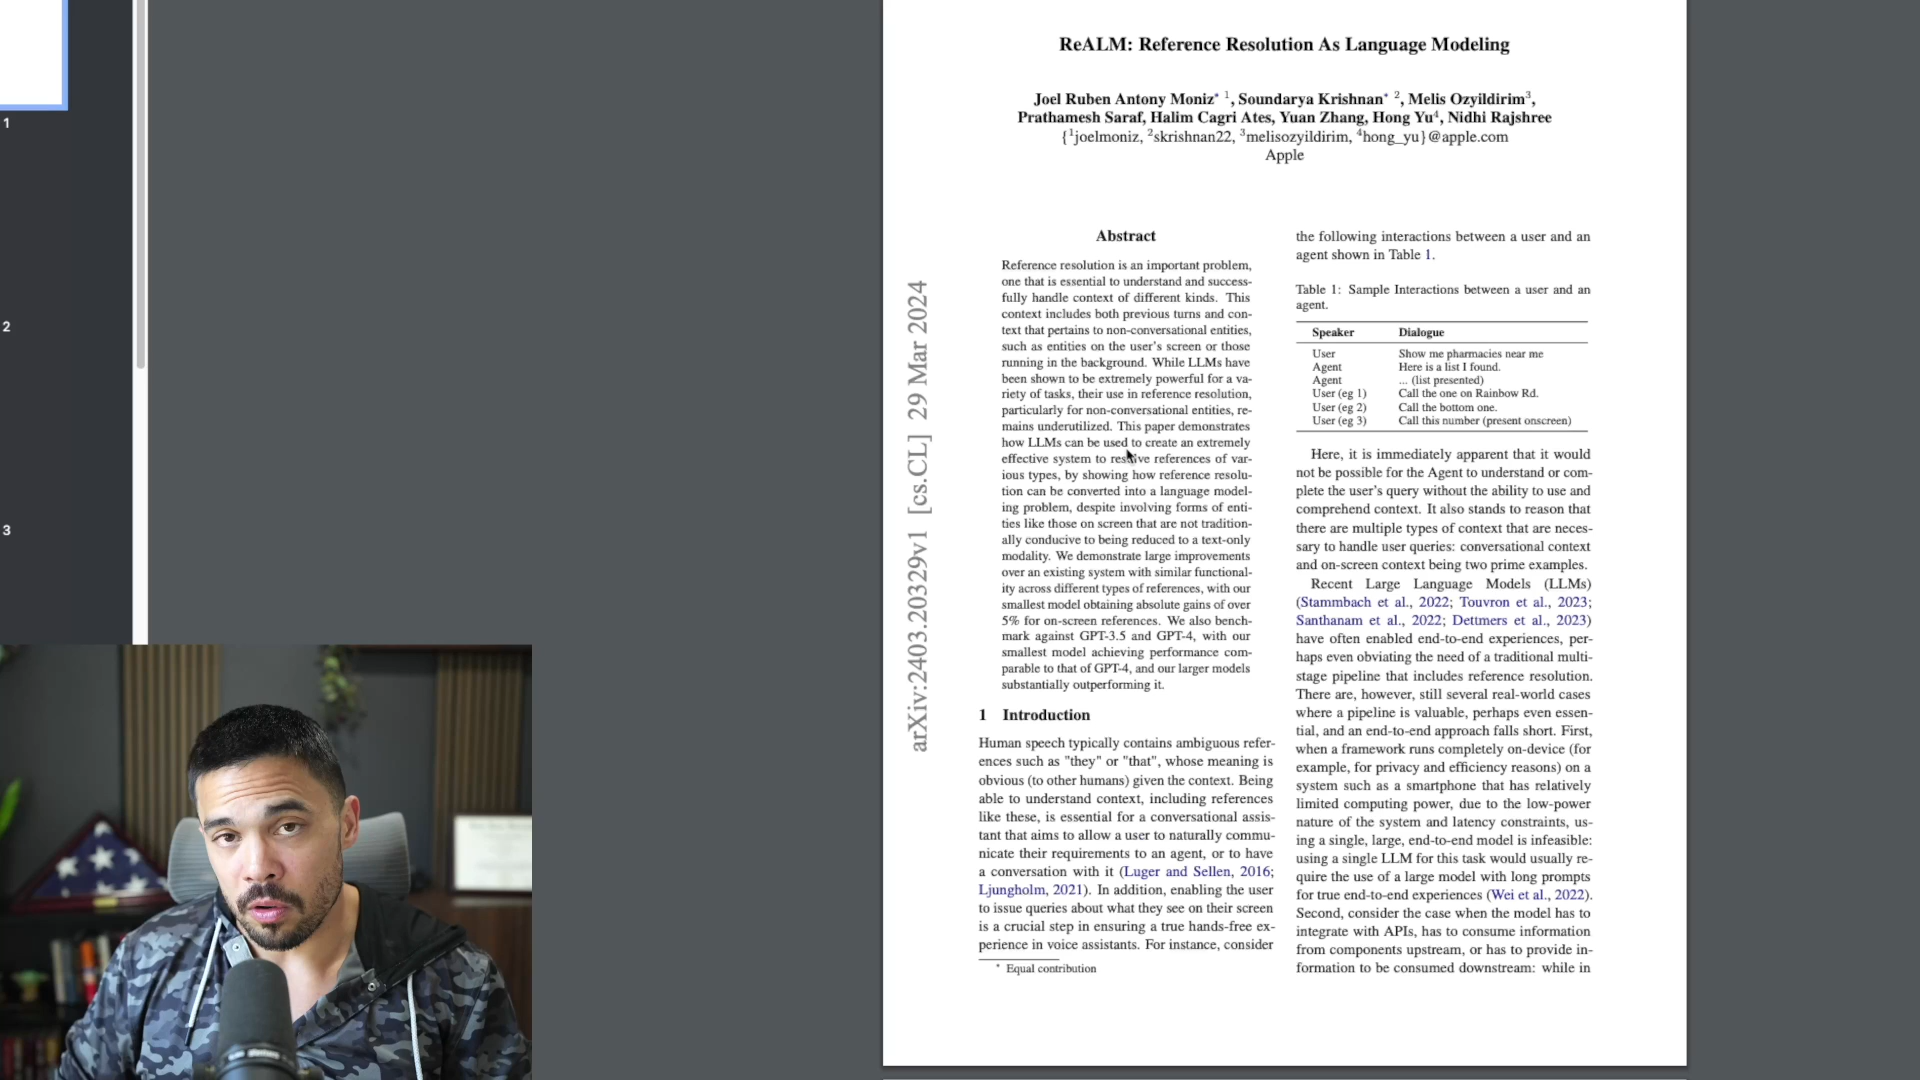 1
2
3
ReALM: Reference Resolution As Language Modeling
Joel Ruben Antony Moniz* 1, Soundarya Krishnan* 2, Melis Ozyildirim3,
Prathamesh Saraf, Halim Cagri Ates, Yuan Zhang, Hong Yu4, Nidhi Rajshree
{1joelmoniz, 2skrishnan22, 3melisozyildirim, 4hong_yu}@apple.com
Apple
arXiv:2403.20329v1 [cs.CL] 29 Mar 2024
Abstract
Reference resolution is an important problem,
one that is essential to understand and success-
fully handle context of different kinds. This
context includes both previous turns and con-
text that pertains to non-conversational entities,
such as entities on the user's screen or those
running in the background. While LLMs have
been shown to be extremely powerful for a va-
riety of tasks, their use in reference resolution,
particularly for non-conversational entities, re-
mains underutilized. This paper demonstrates
how LLMs can be used to create an extremely
effective system to resolve references of var-
ious types, by showing how reference resolu-
tion can be converted into a language model-
ing problem, despite involving forms of enti-
ties like those on screen that are not tradition-
ally conducive to being reduced to a text-only
modality. We demonstrate large improvements
over an existing system with similar functional-
ity across different types of references, with our
smallest model obtaining absolute gains of over
5% for on-screen references. We also bench-
mark against GPT-3.5 and GPT-4, with our
smallest model achieving performance com-
parable to that of GPT-4, and our larger models
substantially outperforming it.
1 Introduction
Human speech typically contains ambiguous refer-
ences such as "they" or "that", whose meaning is
obvious (to other humans) given the context. Being
able to understand context, including references
like these, is essential for a conversational assis-
tant that aims to allow a user to naturally commu-
nicate their requirements to an agent, or to have
a conversation with it (Luger and Sellen, 2016;
Ljungholm, 2021). In addition, enabling the user
to issue queries about what they see on their screen
is a crucial step in ensuring a true hands-free ex-
perience in voice assistants. For instance, consider
* Equal contribution
the following interactions between a user and an
agent shown in Table 1.
Table 1: Sample Interactions between a user and an
agent.
Speaker Dialogue
User Show me pharmacies near me
Agent Here is a list I found.
Agent ... (list presented)
User (eg 1) Call the one on Rainbow Rd.
User (eg 2) Call the bottom one.
User (eg 3) Call this number (present onscreen)
Here, it is immediately apparent that it would
not be possible for the Agent to understand or com-
plete the user's query without the ability to use and
comprehend context. It also stands to reason that
there are multiple types of context that are neces-
sary to handle user queries: conversational context
and on-screen context being two prime examples.
Recent Large Language Models (LLMs)
(Stammbach et al., 2022; Touvron et al., 2023;
Santhanam et al., 2022; Dettmers et al., 2023)
have often enabled end-to-end experiences, per-
haps even obviating the need of a traditional multi-
stage pipeline that includes reference resolution.
There are, however, still several real-world cases
where a pipeline is valuable, perhaps even essen-
tial, and an end-to-end approach falls short. First,
when a framework runs completely on-device (for
example, for privacy and efficiency reasons) on a
system such as a smartphone that has relatively
limited computing power, due to the low-power
nature of the system and latency constraints, us-
ing a single, large, end-to-end model is infeasible:
using a single LLM for this task would usually re-
quire the use of a large model with long prompts
for true end-to-end experiences (Wei et al., 2022).
Second, consider the case when the model has to
integrate with APIs, has to consume information
from components upstream, or has to provide in-
formation to be consumed downstream: while in